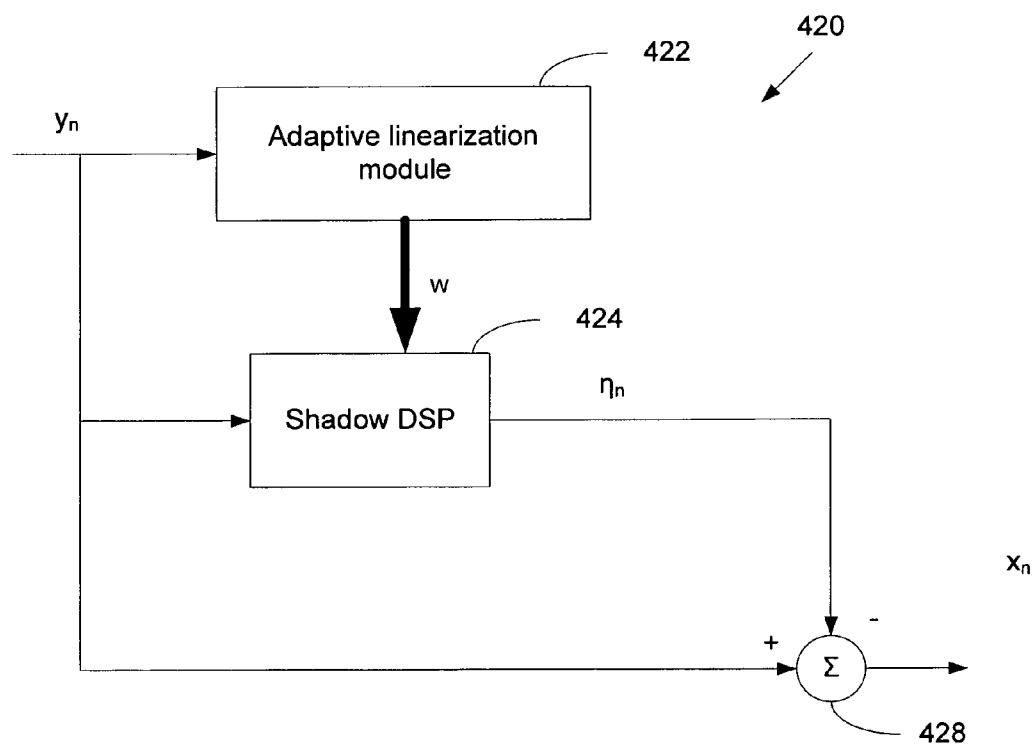 420
422
yₙ
Adaptive linearization
module
w
424
Shadow DSP
ηₙ
xₙ
-
+
Σ
428